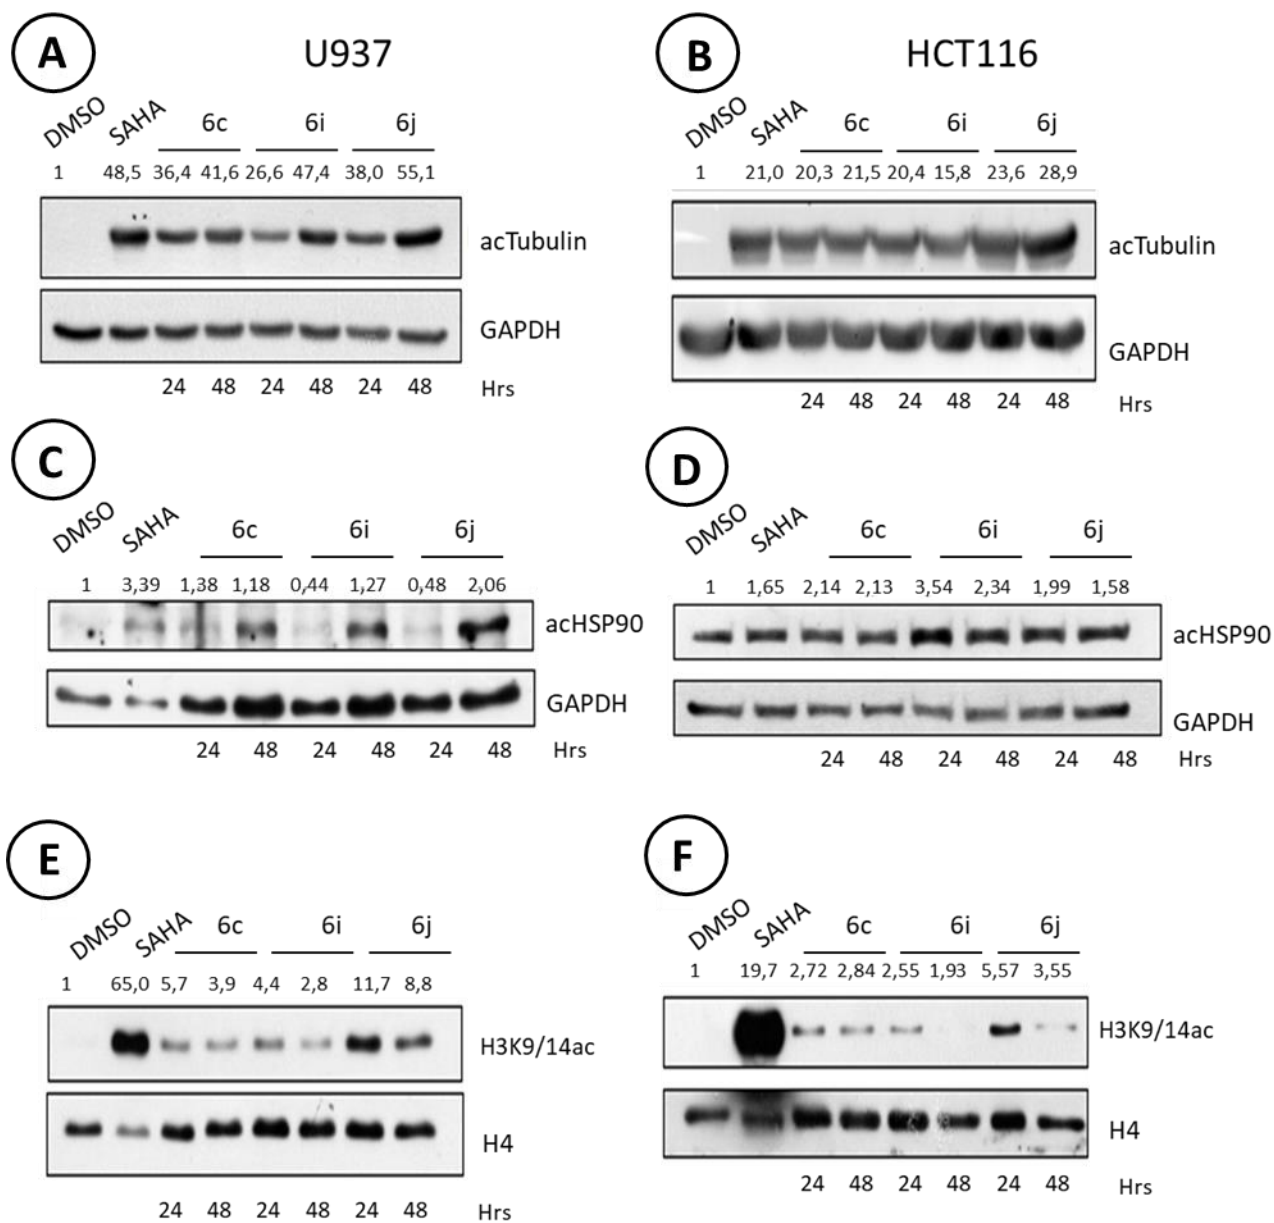 A U937
DMSO SAHA 6c 6i 6j
1 48,5 36,4 41,6 26,6 47,4 38,0 55,1
acTubulin
GAPDH
24 48 24 48 24 48 Hrs
B HCT116
DMSO SAHA 6c 6i 6j
1 21,0 20,3 21,5 20,4 15,8 23,6 28,9
acTubulin
GAPDH
24 48 24 48 24 48 Hrs
C
DMSO SAHA 6c 6i 6j
1 3,39 1,38 1,18 0,44 1,27 0,48 2,06
acHSP90
GAPDH
24 48 24 48 24 48 Hrs
D
DMSO SAHA 6c 6i 6j
1 1,65 2,14 2,13 3,54 2,34 1,99 1,58
acHSP90
GAPDH
24 48 24 48 24 48 Hrs
E
DMSO SAHA 6c 6i 6j
1 65,0 5,7 3,9 4,4 2,8 11,7 8,8
H3K9/14ac
H4
24 48 24 48 24 48 Hrs
F
DMSO SAHA 6c 6i 6j
1 19,7 2,72 2,84 2,55 1,93 5,57 3,55
H3K9/14ac
H4
24 48 24 48 24 48 Hrs